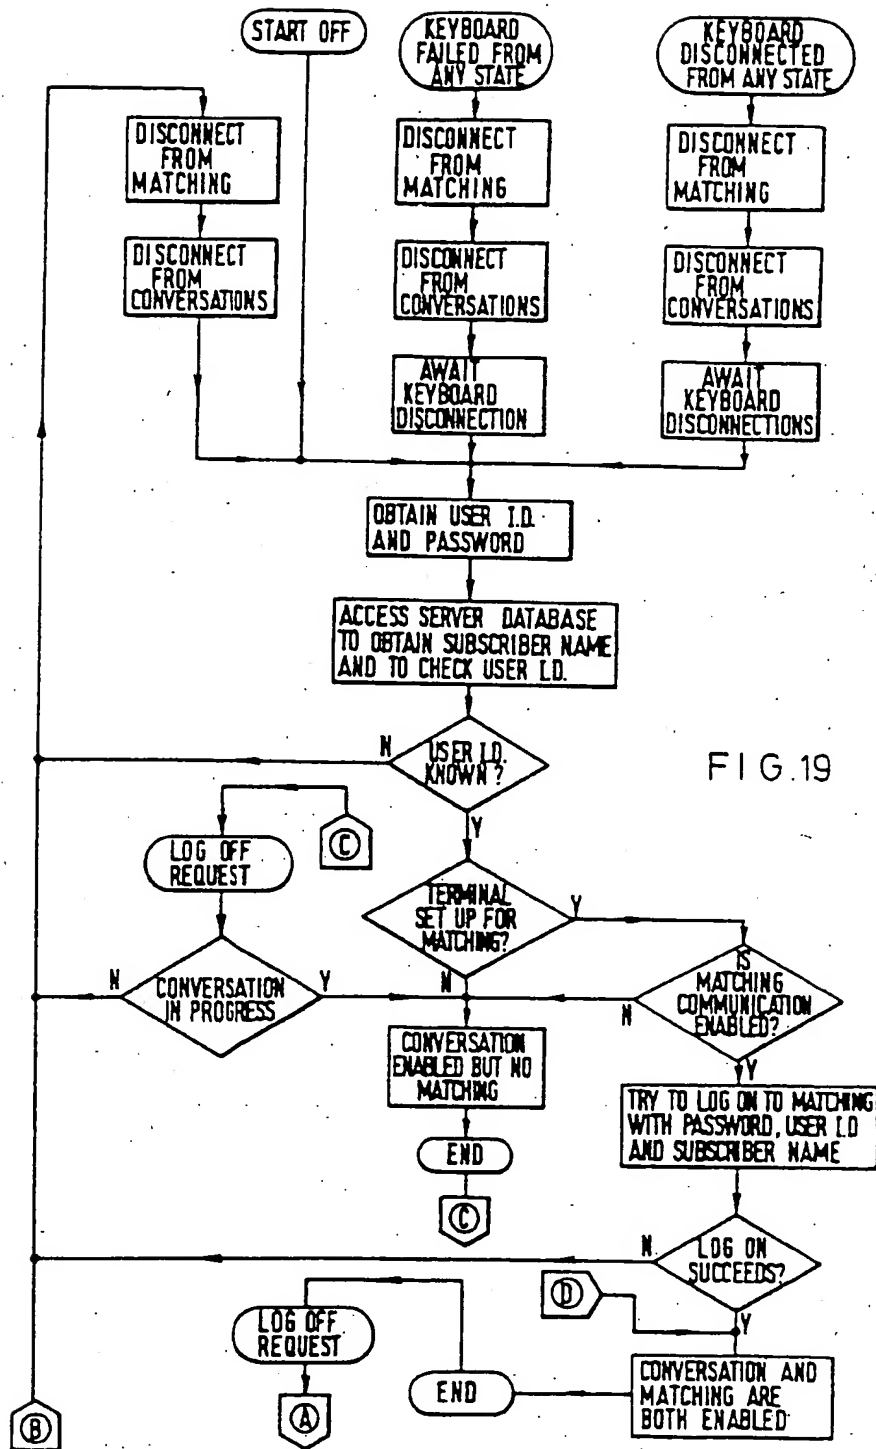 START OFF
KEYBOARD
FAILED FROM
ANY STATE
KEYBOARD
DISCONNECTED
FROM ANY STATE
DISCONNECT
FROM
MATCHING
DISCONNECT
FROM
MATCHING
DISCONNECT
FROM
MATCHING
DISCONNECT
FROM
CONVERSATIONS
DISCONNECT
FROM
CONVERSATIONS
DISCONNECT
FROM
CONVERSATIONS
AWAIT
KEYBOARD
DISCONNECTION
AWAIT
KEYBOARD
DISCONNECTIONS
OBTAIN USER I.D.
AND PASSWORD
ACCESS SERVER DATABASE
TO OBTAIN SUBSCRIBER NAME
AND TO CHECK USER I.D.
N
USER I.D.
KNOWN?
Y
FIG.19
C
LOG OFF
REQUEST
TERMINAL
SET UP FOR
MATCHING?
Y
N
N
CONVERSATION
IN PROGRESS
Y
IS
MATCHING
COMMUNICATION
ENABLED?
N
Y
CONVERSATION
ENABLED BUT NO
MATCHING
TRY TO LOG ON TO MATCHING
WITH PASSWORD, USER I.D
AND SUBSCRIBER NAME
END
C
N
LOG ON
SUCCEEDS?
Y
D
LOG OFF
REQUEST
END
CONVERSATION AND
MATCHING ARE
BOTH ENABLED
B
A